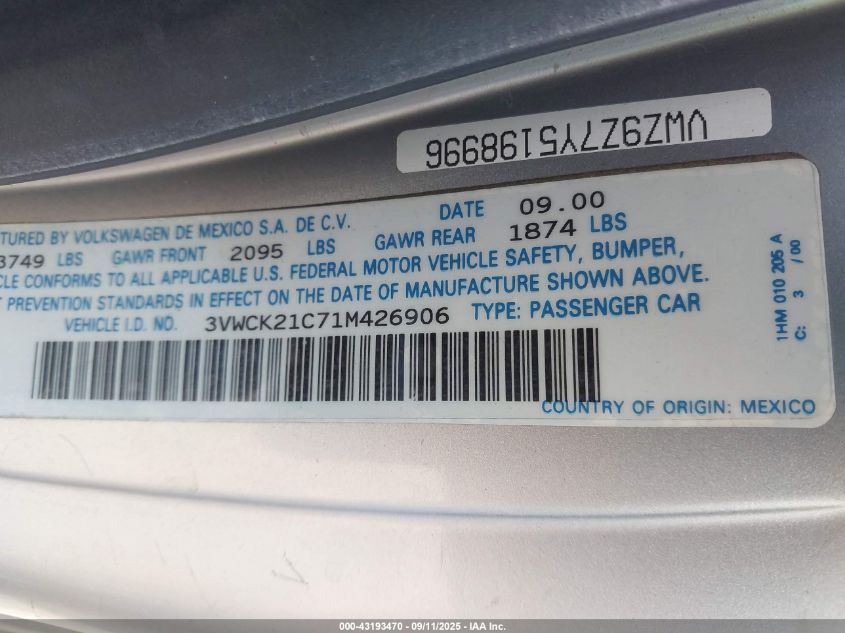 VWZ9Z7Y5198996
DATE 09.00
TURED BY VOLKSWAGEN DE MEXICO S.A. DE C.V.
3749 LBS GAWR FRONT 2095 LBS GAWR REAR 1874 LBS
CLE CONFORMS TO ALL APPLICABLE U.S. FEDERAL MOTOR VEHICLE SAFETY, BUMPER,
T PREVENTION STANDARDS IN EFFECT ON THE DATE OF MANUFACTURE SHOWN ABOVE.
VEHICLE I.D. NO. 3VWCK21C71M426906 TYPE: PASSENGER CAR
COUNTRY OF ORIGIN: MEXICO
1HM 010 205 A
C: 3 / 00
000-43193470 - 09/11/2025 - IAA Inc.